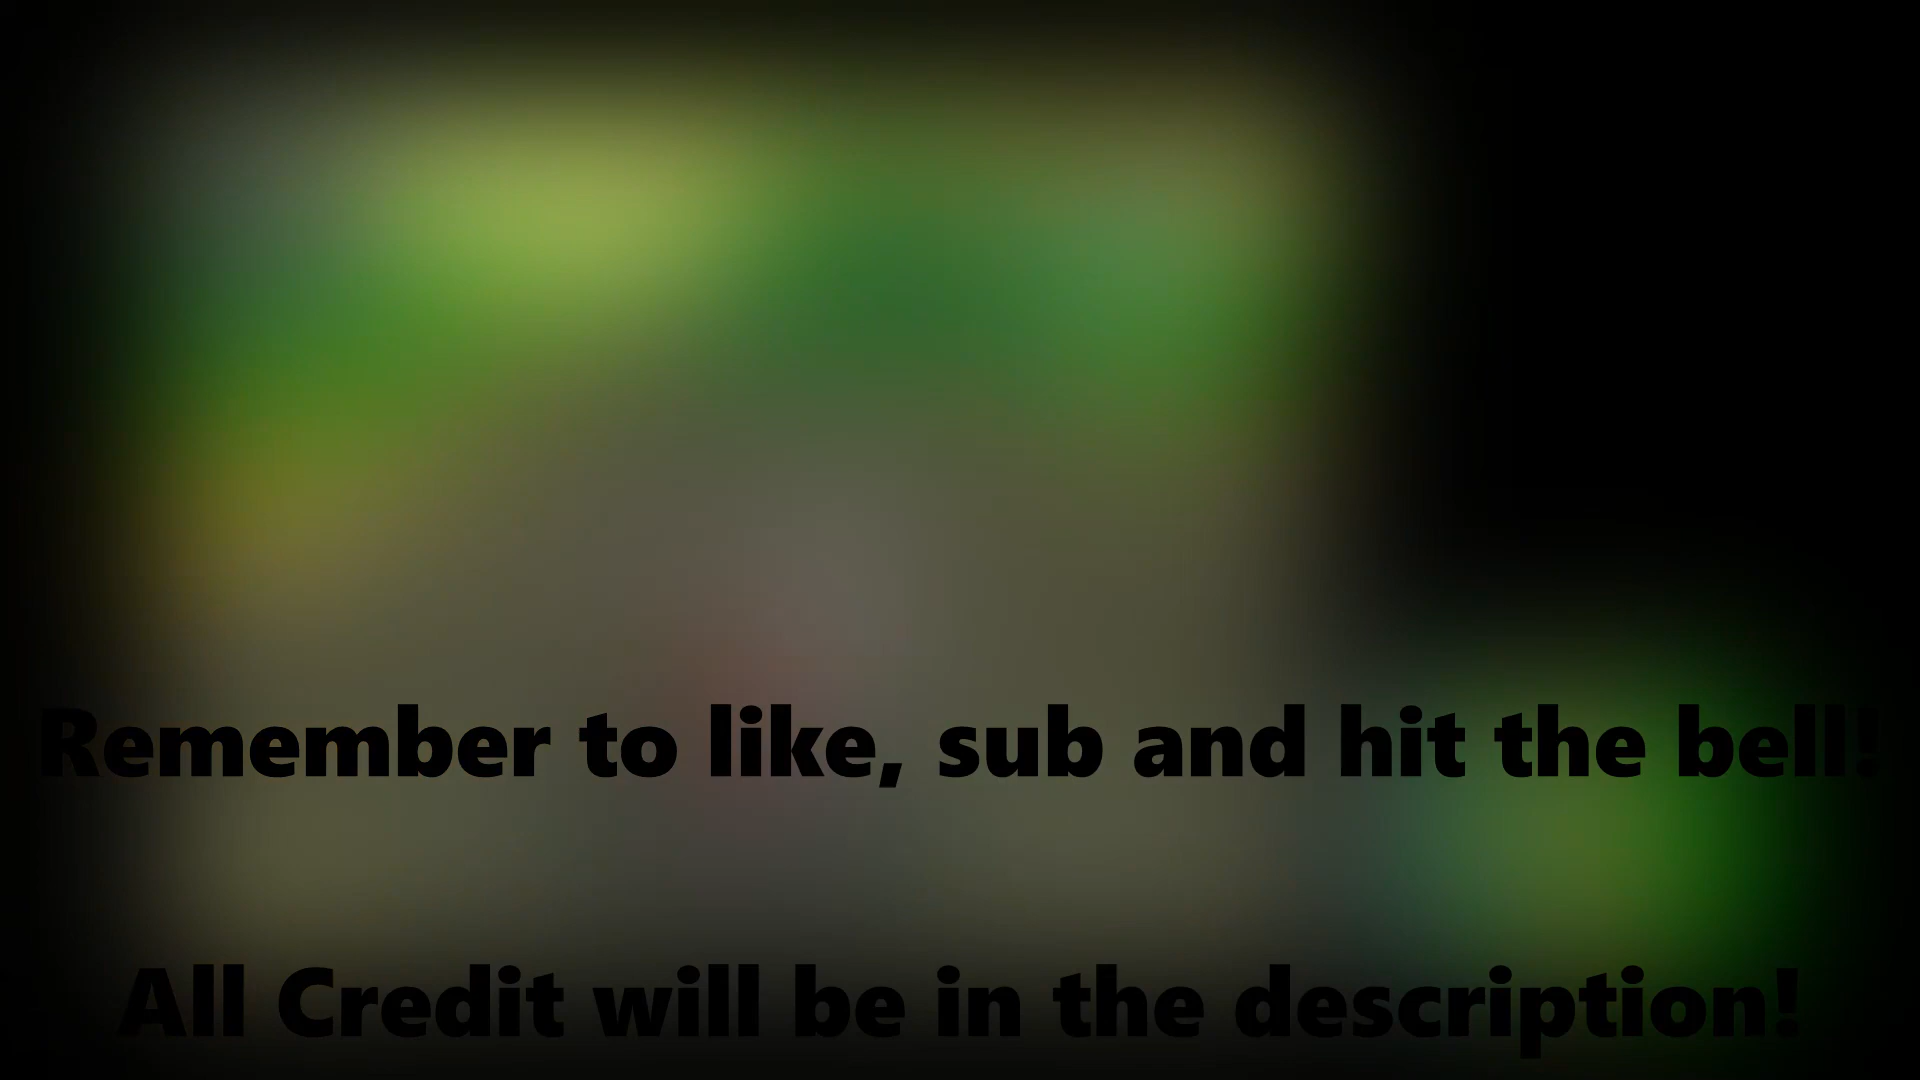 Remember to like, sub and hit the bell!
All Credit will be in the description!